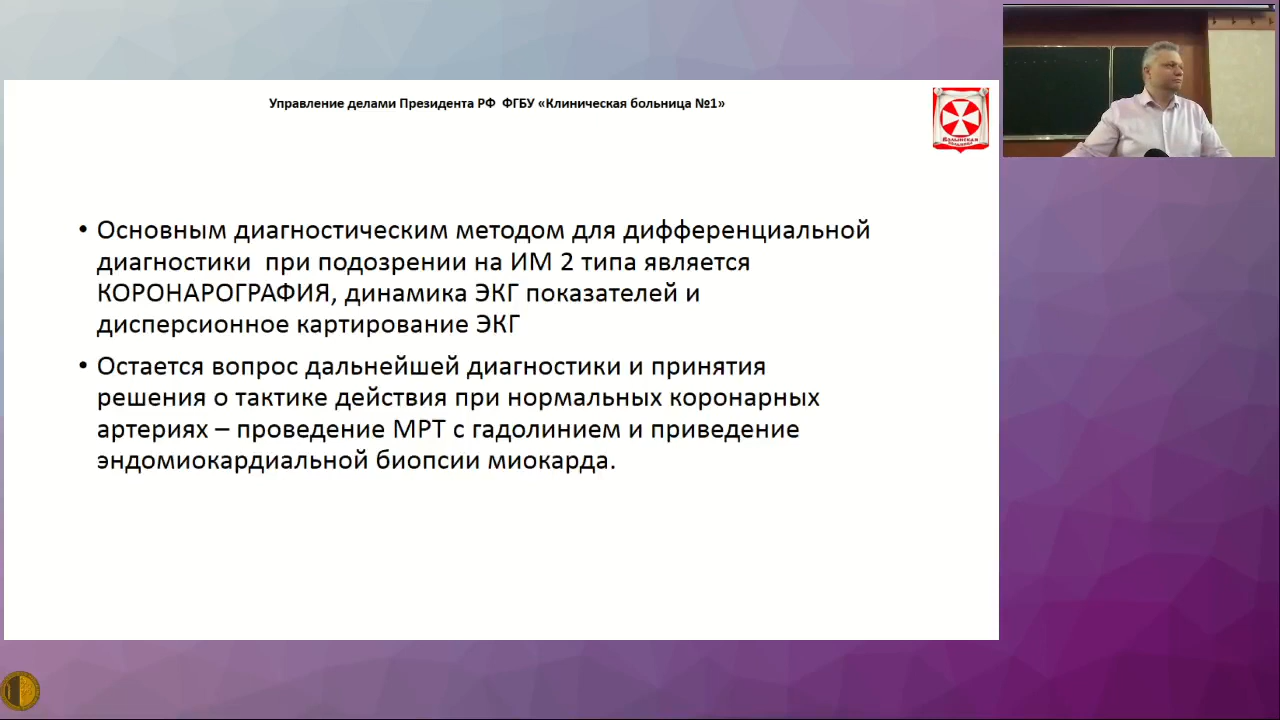 Управление делами Президента РФ ФГБУ «Клиническая больница №1»
Волынская
больница
• Основным диагностическим методом для дифференциальной
диагностики при подозрении на ИМ 2 типа является
КОРОНАРОГРАФИЯ, динамика ЭКГ показателей и
дисперсионное картирование ЭКГ
• Остается вопрос дальнейшей диагностики и принятия
решения о тактике действия при нормальных коронарных
артериях – проведение МРТ с гадолинием и приведение
эндомиокардиальной биопсии миокарда.